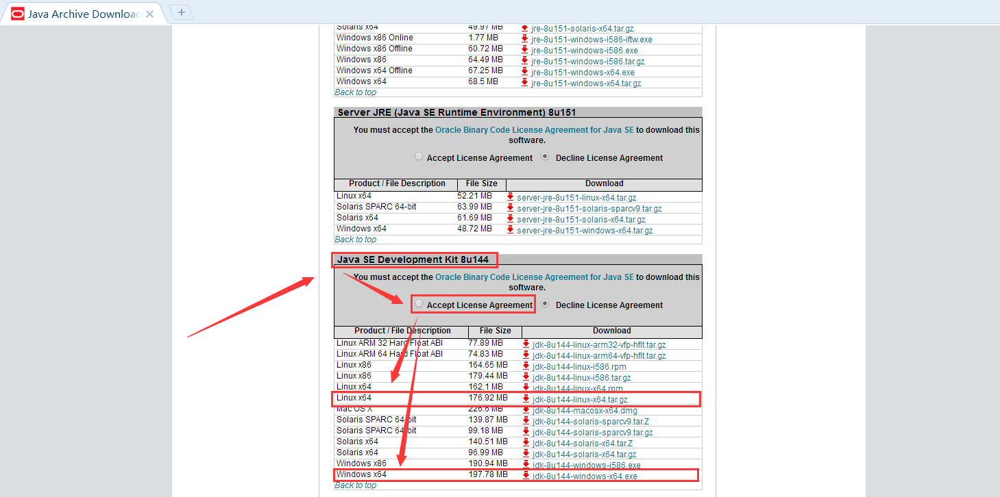 Java Archive Downloa
Solaris x64 49.97 MB jre-8u151-solaris-x64.tar.gz
Windows x86 Online 1.77 MB jre-8u151-windows-i586-iftw.exe
Windows x86 Offline 60.72 MB jre-8u151-windows-i586.exe
Windows x86 64.49 MB jre-8u151-windows-i586.tar.gz
Windows x64 Offline 67.25 MB jre-8u151-windows-x64.exe
Windows x64 68.5 MB jre-8u151-windows-x64.tar.gz
Back to top
Server JRE (Java SE Runtime Environment) 8u151
You must accept the Oracle Binary Code License Agreement for Java SE to download this
software.
Accept License Agreement Decline License Agreement
Product / File Description File Size Download
Linux x64 52.21 MB server-jre-8u151-linux-x64.tar.gz
Solaris SPARC 64-bit 63.99 MB server-jre-8u151-solaris-sparcv9.tar.gz
Solaris x64 61.69 MB server-jre-8u151-solaris-x64.tar.gz
Windows x64 48.72 MB server-jre-8u151-windows-x64.tar.gz
Back to top
Java SE Development Kit 8u144
You must accept the Oracle Binary Code License Agreement for Java SE to download this
software.
Accept License Agreement Decline License Agreement
Product / File Description File Size Download
Linux ARM 32 Hard Float ABI 77.89 MB jdk-8u144-linux-arm32-vfp-hflt.tar.gz
Linux ARM 64 Hard Float ABI 74.83 MB jdk-8u144-linux-arm64-vfp-hflt.tar.gz
Linux x86 164.65 MB jdk-8u144-linux-i586.rpm
Linux x86 179.44 MB jdk-8u144-linux-i586.tar.gz
Linux x64 162.1 MB jdk-8u144-linux-x64.rpm
Linux x64 176.92 MB jdk-8u144-linux-x64.tar.gz
Mac OS X 226.6 MB jdk-8u144-macosx-x64.dmg
Solaris SPARC 64-bit 139.87 MB jdk-8u144-solaris-sparcv9.tar.Z
Solaris SPARC 64-bit 99.18 MB jdk-8u144-solaris-sparcv9.tar.gz
Solaris x64 140.51 MB jdk-8u144-solaris-x64.tar.Z
Solaris x64 96.99 MB jdk-8u144-solaris-x64.tar.gz
Windows x86 190.94 MB jdk-8u144-windows-i586.exe
Windows x64 197.78 MB jdk-8u144-windows-x64.exe
Back to top